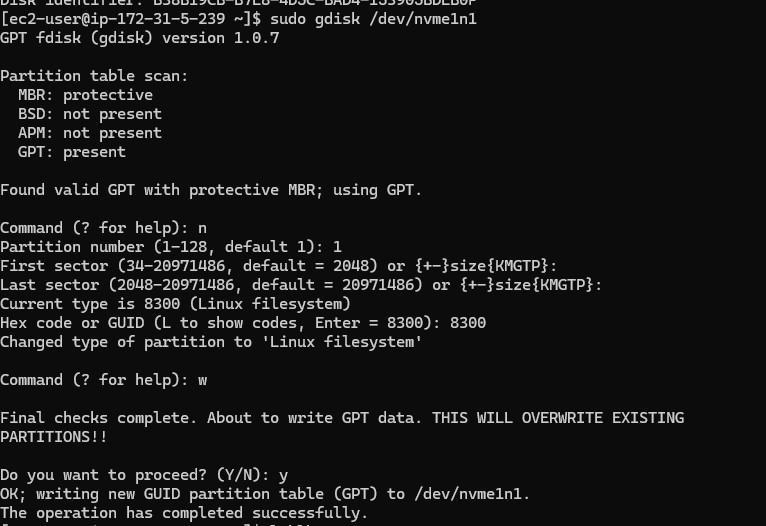 [ec2-user@ip-172-31-5-239 ~]$ sudo gdisk /dev/nvme1n1
GPT fdisk (gdisk) version 1.0.7
Partition table scan:
  MBR: protective
  BSD: not present
  APM: not present
  GPT: present
Found valid GPT with protective MBR; using GPT.
Command (? for help): n
Partition number (1-128, default 1): 1
First sector (34-20971486, default = 2048) or {+-}size{KMGTP}:
Last sector (2048-20971486, default = 20971486) or {+-}size{KMGTP}:
Current type is 8300 (Linux filesystem)
Hex code or GUID (L to show codes, Enter = 8300): 8300
Changed type of partition to 'Linux filesystem'
Command (? for help): w
Final checks complete. About to write GPT data. THIS WILL OVERWRITE EXISTING
PARTITIONS!!
Do you want to proceed? (Y/N): y
OK; writing new GUID partition table (GPT) to /dev/nvme1n1.
The operation has completed successfully.